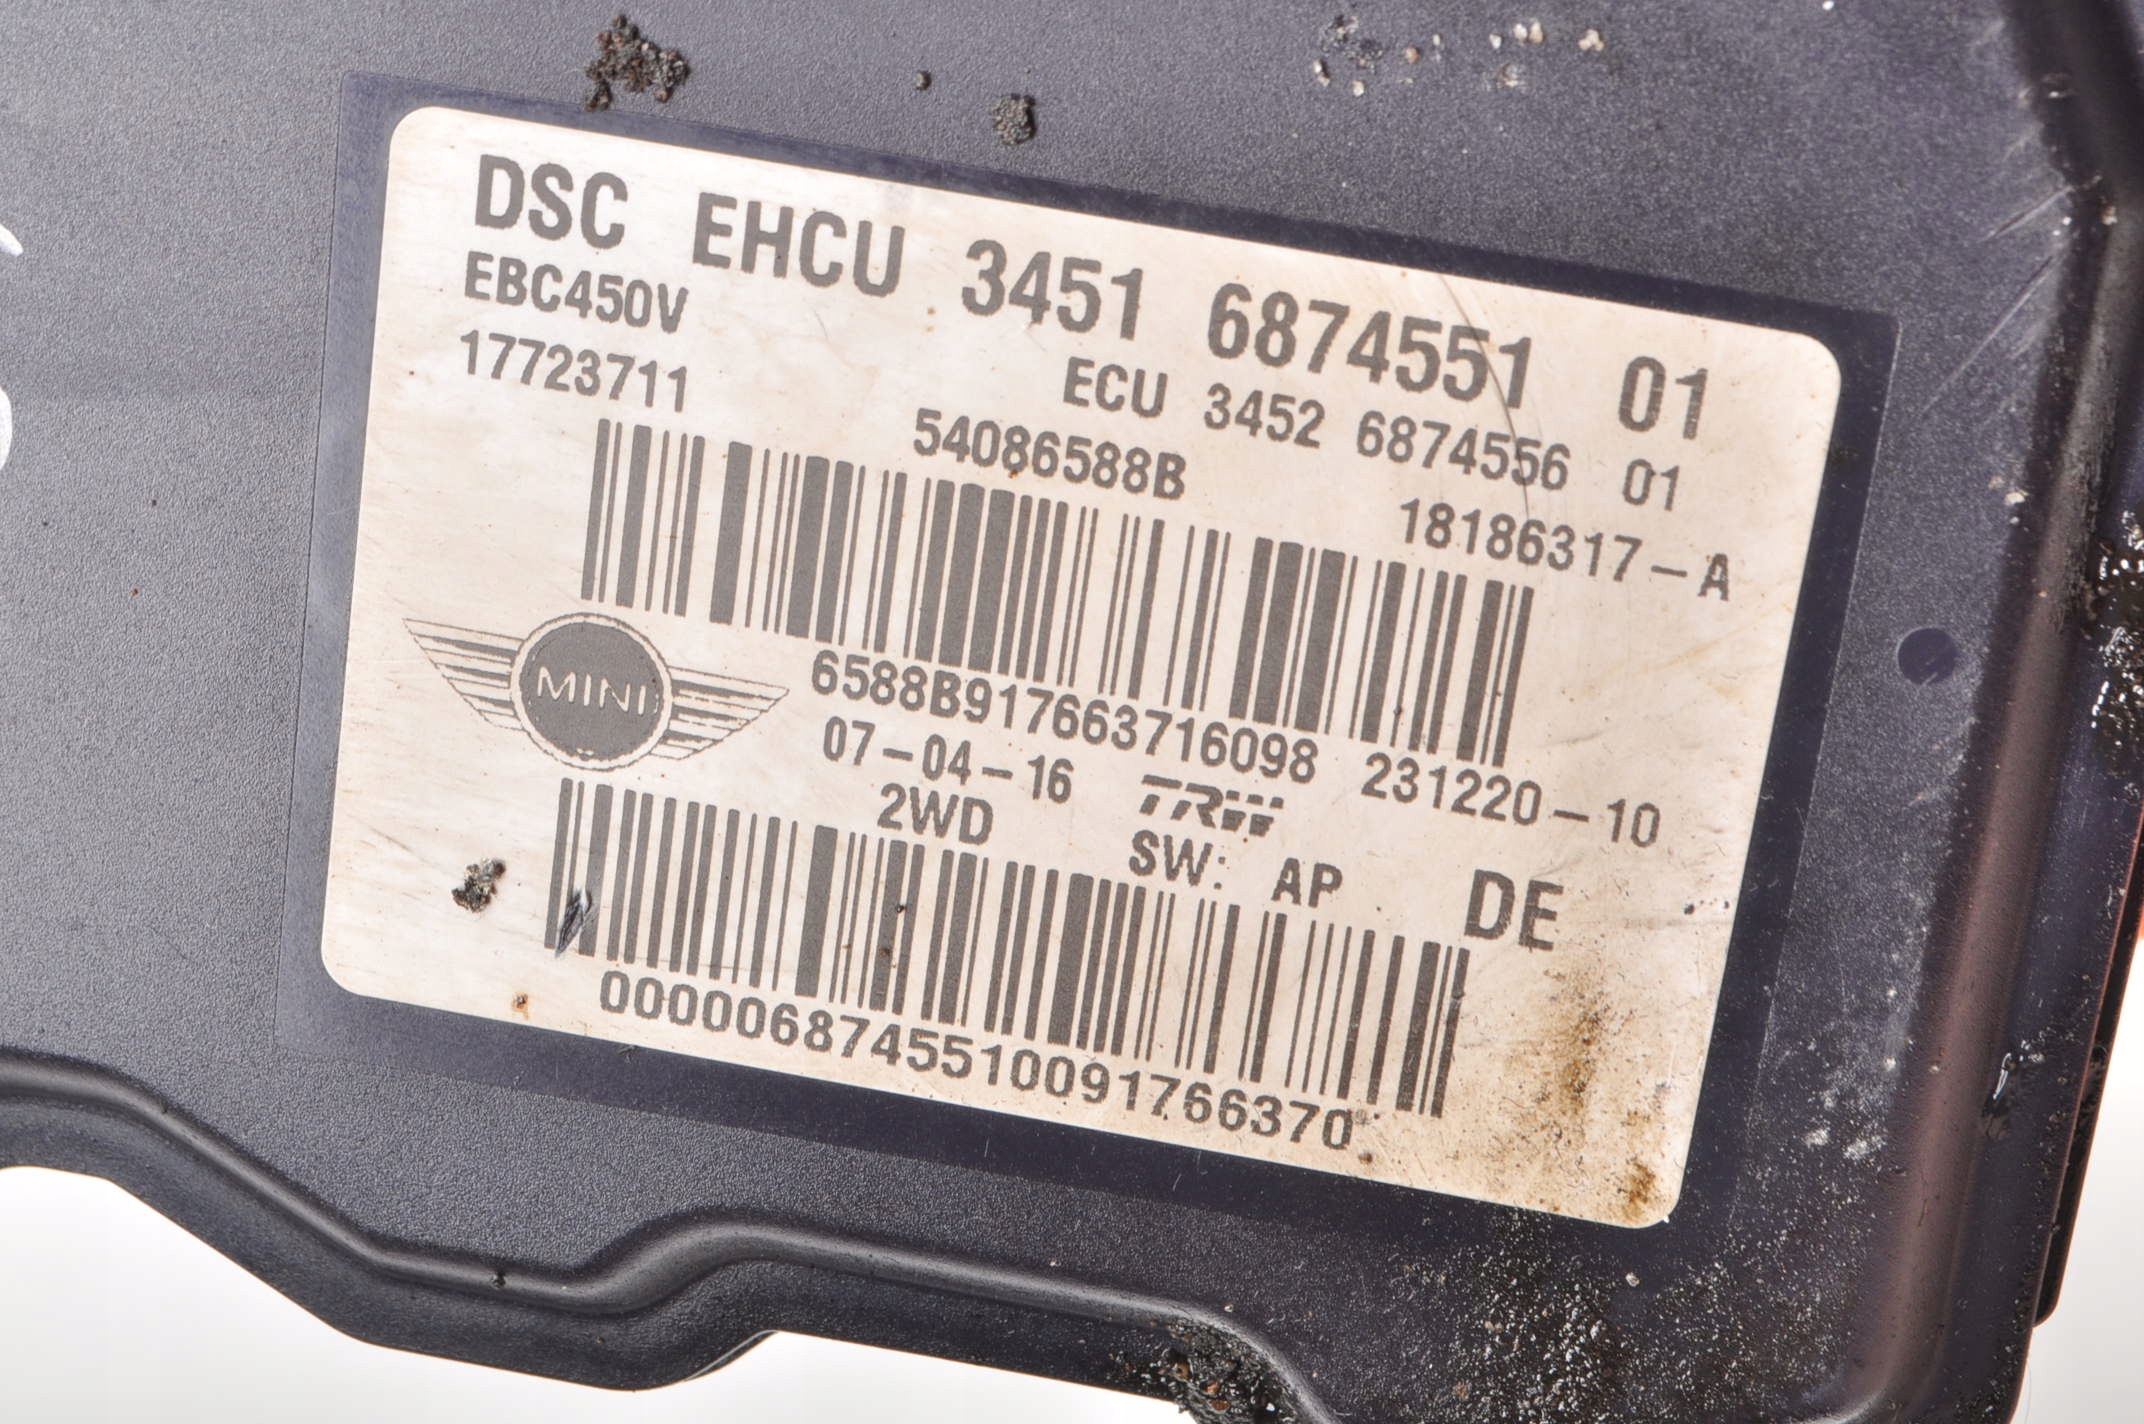 DSC EHCU 3451 6874551 01
EBC450V
ECU 3452 6874556 01
17723711
54086588B
18186317-A
MINI
6588B917663716098 231220-10
07-04-16 TRW
2WD
SW: AP DE
0000068745510091766370